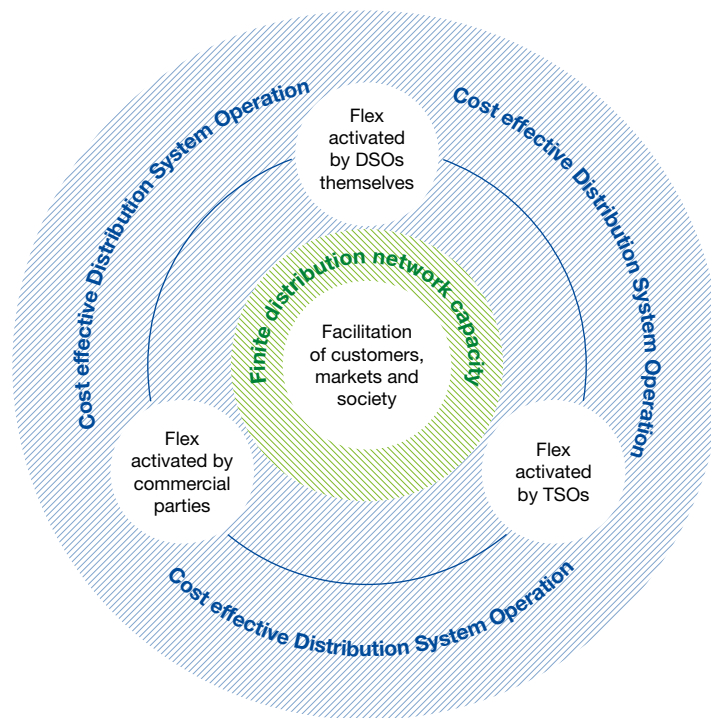 Cost effective Distribution System Operation
Cost effective Distribution System Operation
Flex
activated
by DSOs
themselves
Finite distribution network capacity
Facilitation
of customers,
markets and
society
Flex
activated by
commercial
parties
Flex
activated
by TSOs
Cost effective Distribution System Operation